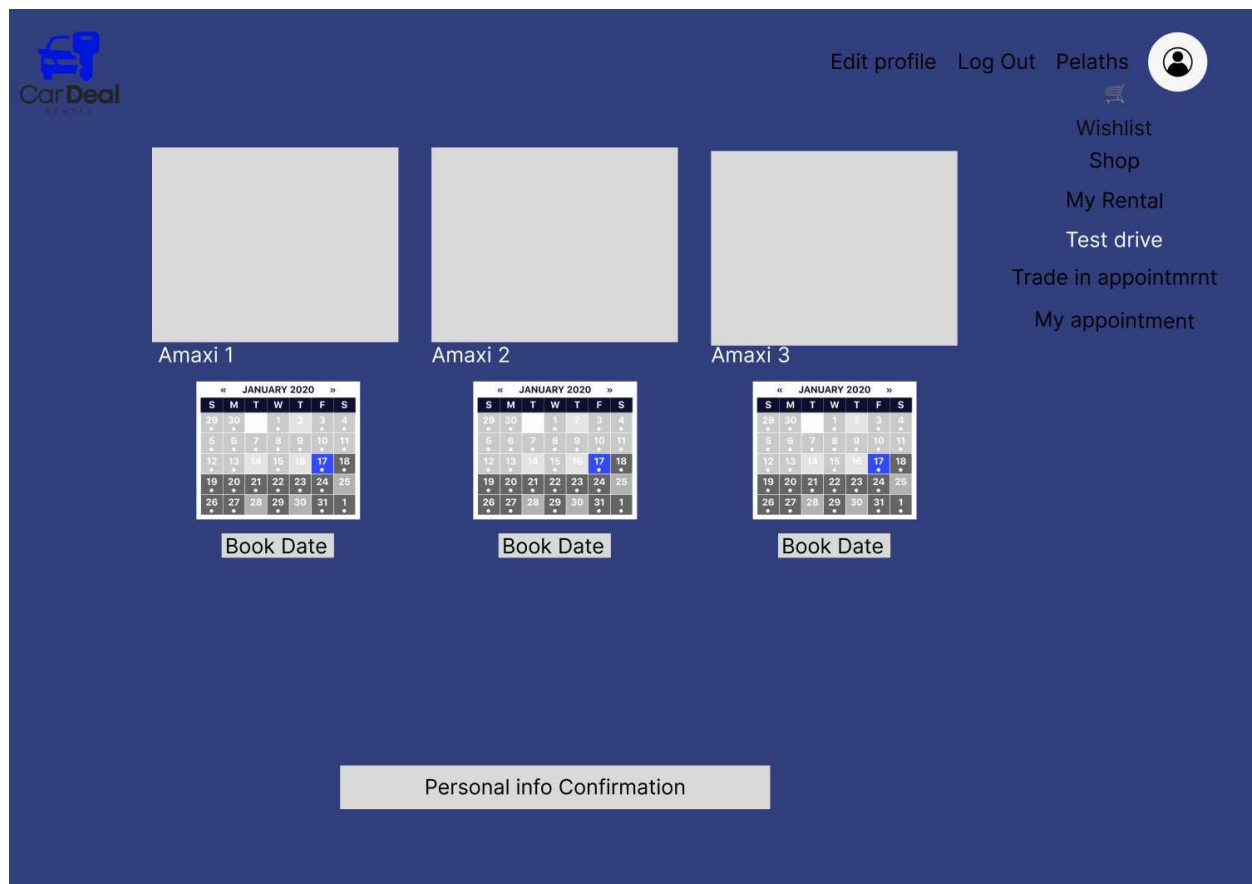 CarDeal
RENTAL
Edit profile Log Out Pelaths
Wishlist
Shop
My Rental
Test drive
Trade in appointmrnt
My appointment
Amaxi 1 Amaxi 2 Amaxi 3
« JANUARY 2020 »
S M T W T F S
29 30 1 2 3 4
5 6 7 8 9 10 11
12 13 14 15 16 17 18
19 20 21 22 23 24 25
26 27 28 29 30 31 1
« JANUARY 2020 »
S M T W T F S
29 30 1 2 3 4
5 6 7 8 9 10 11
12 13 14 15 16 17 18
19 20 21 22 23 24 25
26 27 28 29 30 31 1
« JANUARY 2020 »
S M T W T F S
29 30 1 2 3 4
5 6 7 8 9 10 11
12 13 14 15 16 17 18
19 20 21 22 23 24 25
26 27 28 29 30 31 1
Book Date Book Date Book Date
Personal info Confirmation